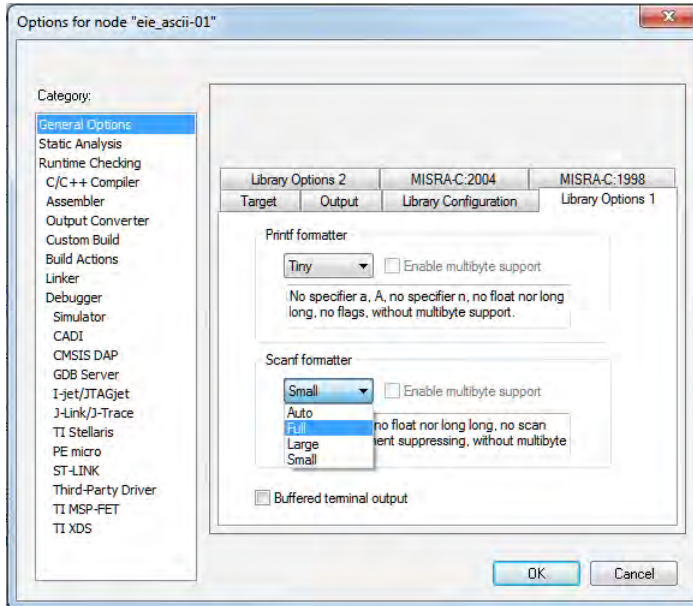 Options for node "eie_ascii-01"
Category:
General Options
Static Analysis
Runtime Checking
C/C++ Compiler
Assembler
Output Converter
Custom Build
Build Actions
Linker
Debugger
Simulator
CADI
CMSIS DAP
GDB Server
I-jet/JTAGjet
J-Link/J-Trace
TI Stellaris
PE micro
ST-LINK
Third-Party Driver
TI MSP-FET
TI XDS
Library Options 2 MISRA-C:2004 MISRA-C:1998
Target Output Library Configuration Library Options 1
Printf formatter
Tiny Enable multibyte support
No specifier a, A, no specifier n, no float nor long
long, no flags, without multibyte support.
Scanf formatter
Small Enable multibyte support
Auto
Full no float nor long long, no scan
Large ent suppressing, without multibyte
Small
Buffered terminal output
OK Cancel